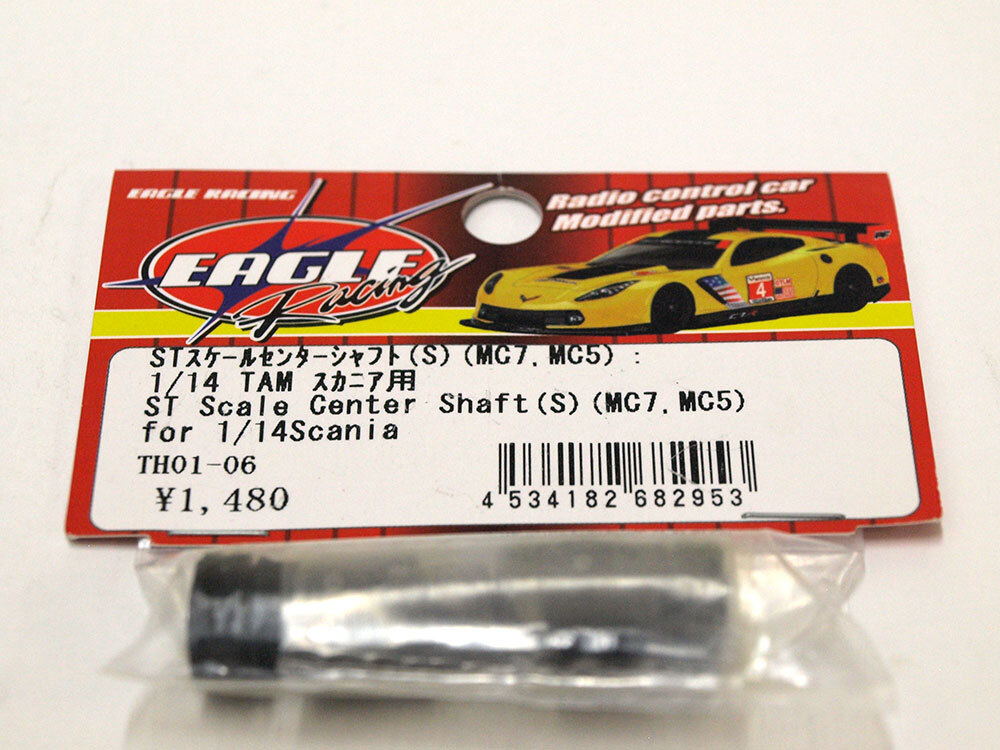 EAGLE RACING
Radio control car
Modified parts.
EAGLE
Racing
4
C7.R
STスケールセンターシャフト(S)(MC7.MC5) :
1/14 TAM スカニア用
ST Scale Center Shaft(S)(MC7.MC5)
for 1/14Scania
TH01-06
¥1,480
4 534182 682953